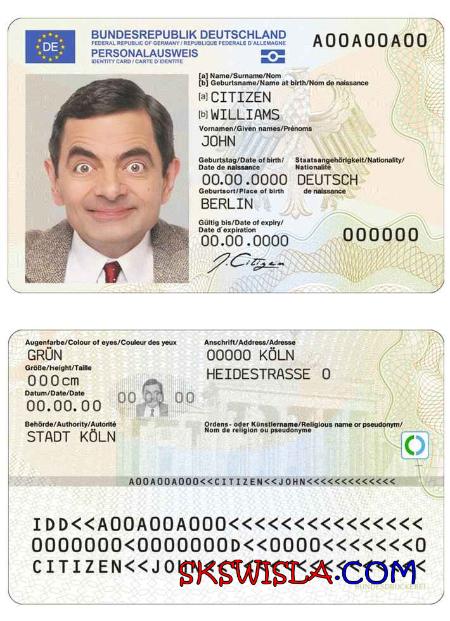 DE
BUNDESREPUBLIK DEUTSCHLAND
FEDERAL REPUBLIC OF GERMANY / REPUBLIQUE FEDERALE D'ALLEMAGNE
PERSONALAUSWEIS
IDENTITY CARD / CARTE D'IDENTITE
A00A00A00
[a] Name/Surname/Nom
[b] Geburtsname/Name at birth/Nom de naissance
[a] CITIZEN
[b] WILLIAMS
Vornamen/Given names/Prénoms
JOHN
Geburtstag/Date of birth/ Staatsangehörigkeit/Nationality/
Date de naissance Nationalité
00.00.0000 DEUTSCH
Geburtsort/Place of birth de naissance
BERLIN
Gültig bis/Date of expiry/
Date d'expiration
00.00.0000 000000
J. Citizen
Augenfarbe/Colour of eyes/Couleur des yeux
GRÜN
Größe/Height/Taille
000cm
Datum/Date/Date
00.00.00
Behörde/Authority/Autorité
STADT KÖLN
00 00
Anschrift/Address/Adresse
00000 KÖLN
HEIDESTRASSE 0
Ordens- oder Künstlername/Religious name or pseudonym/
Nom de religion ou pseudonyme
A00A00A000<<CITIZEN<<JOHN<<<<<<<<<<<<<
IDD<<A00A00A000<<<<<<<<<<<<<<<
0000000<0000000D<<0000<<<<<<<0
CITIZEN<<JOHN<<<<<<<<<<<<<<<<<
SKSWISLA.COM
BUNDESDRUCKEREI